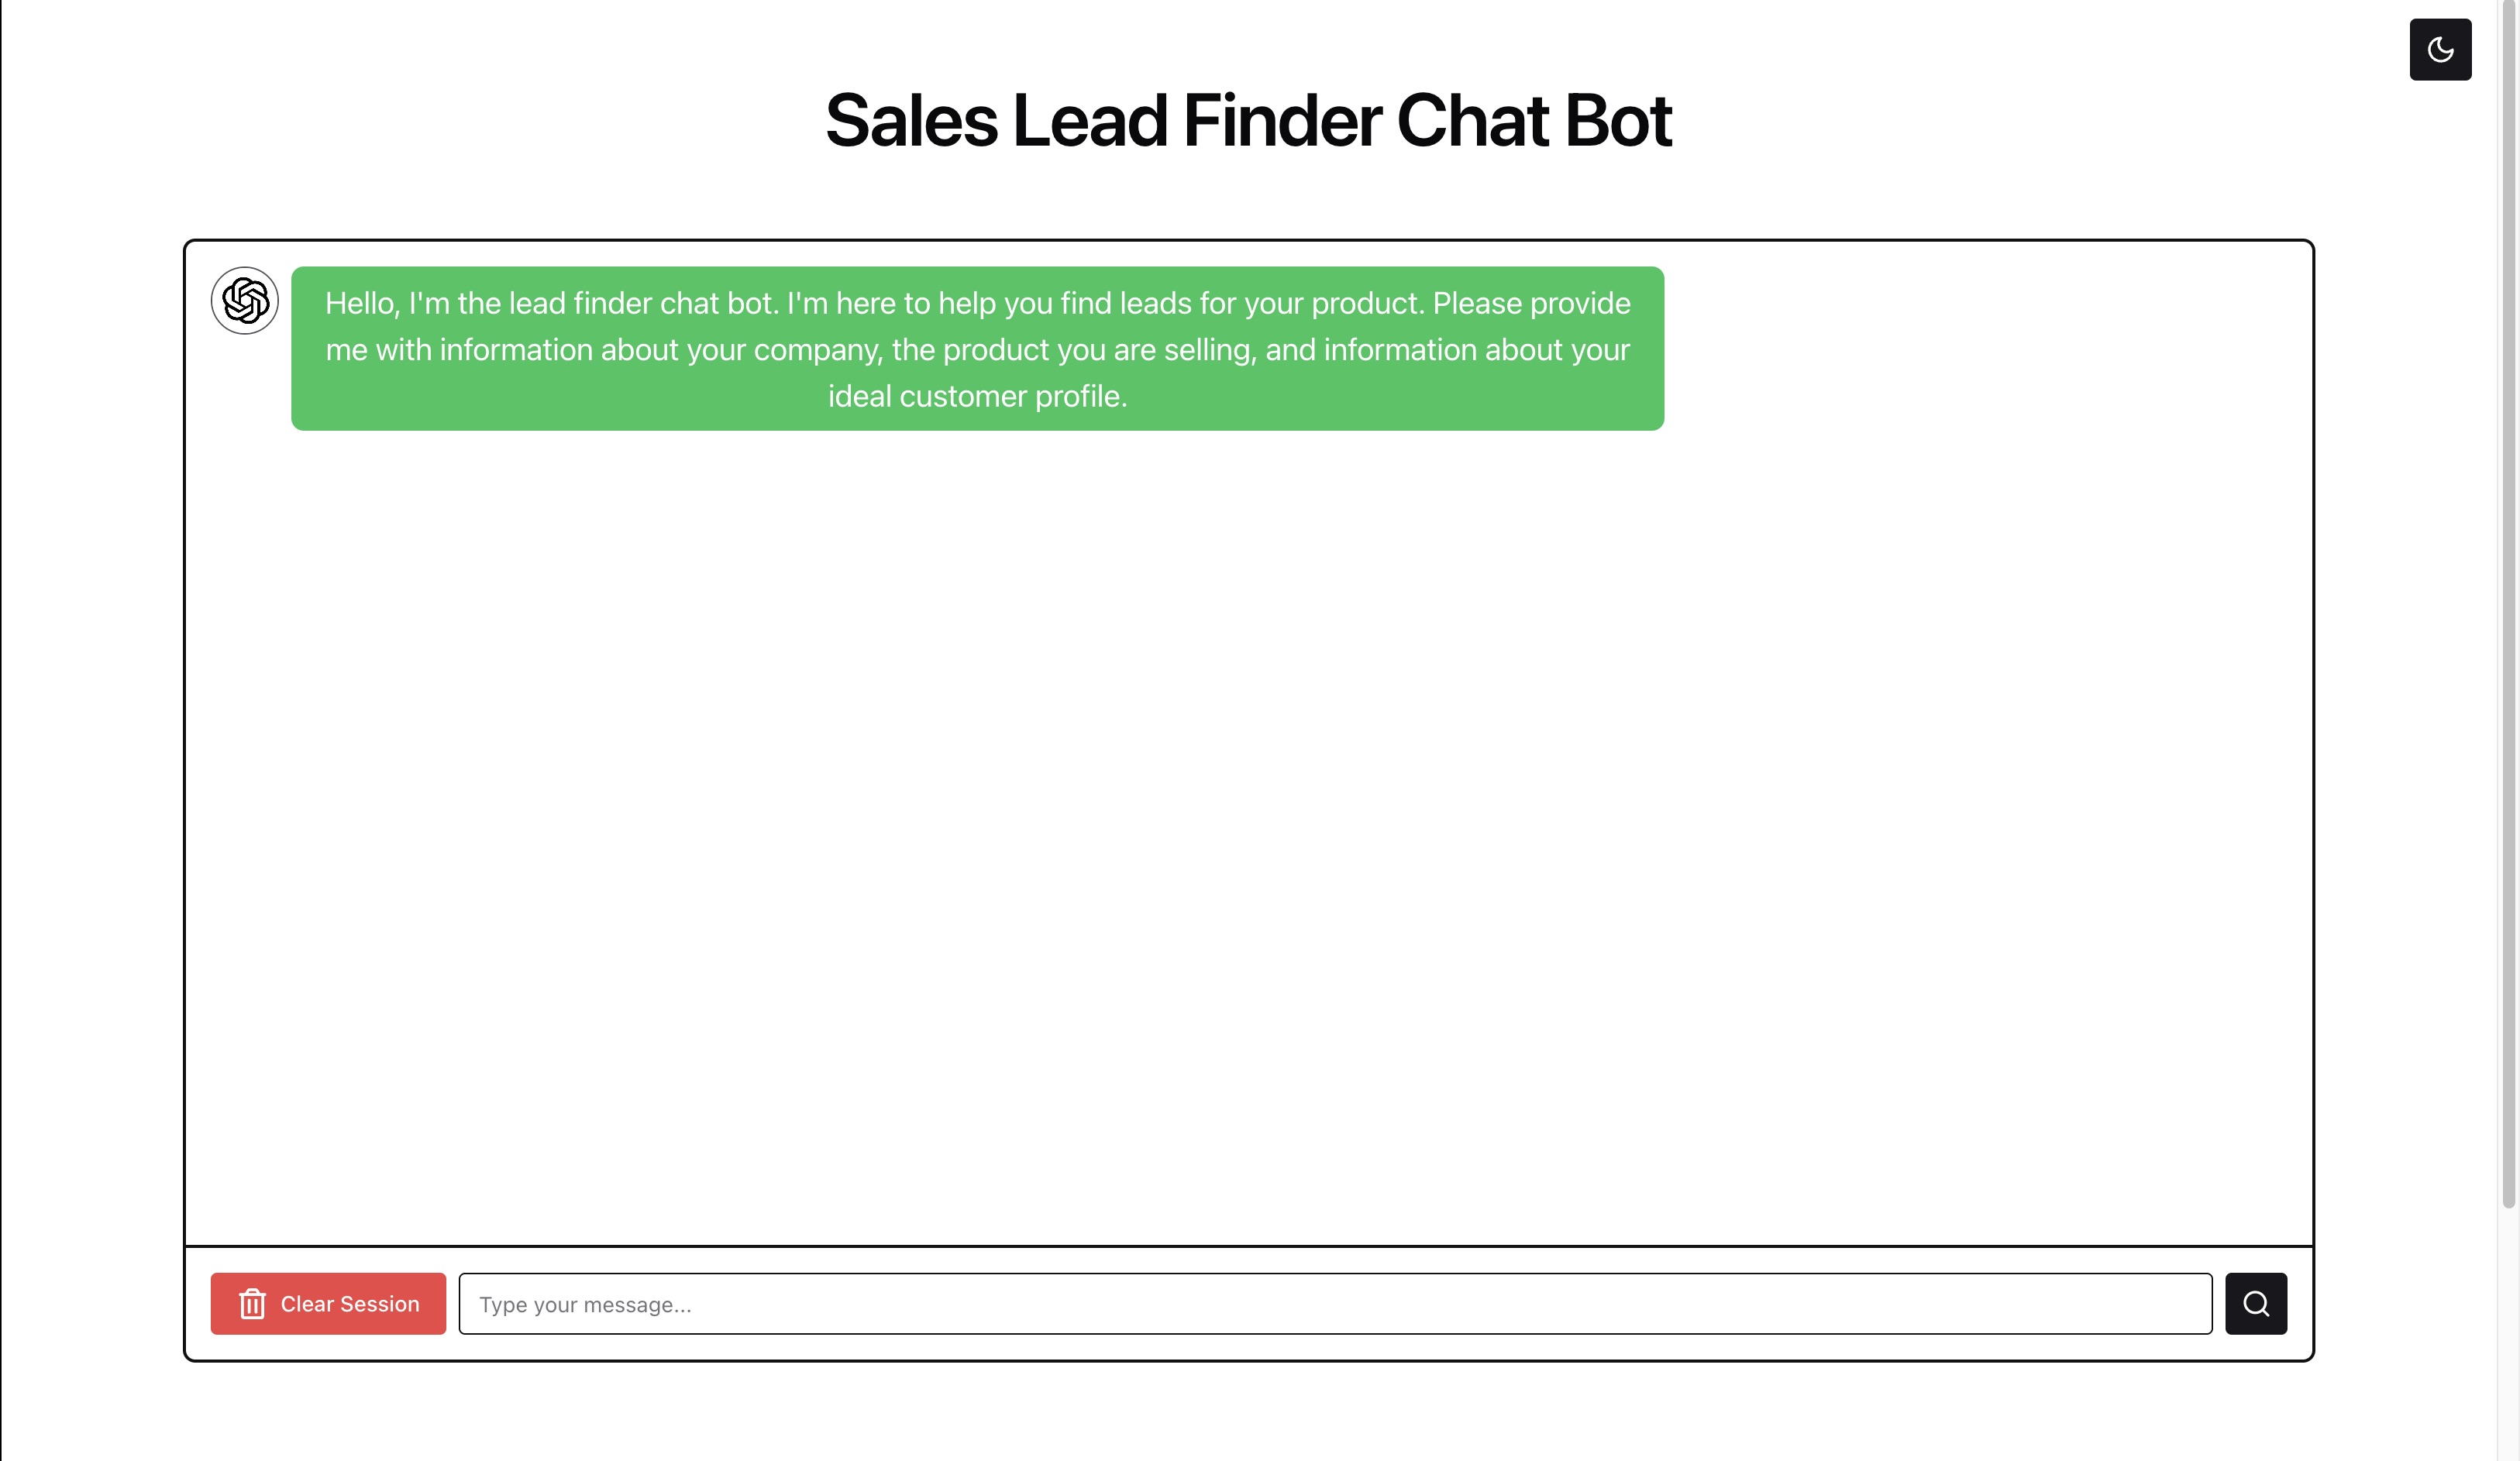 Sales Lead Finder Chat Bot
Hello, I'm the lead finder chat bot. I'm here to help you find leads for your product. Please provide
me with information about your company, the product you are selling, and information about your
ideal customer profile.
Clear Session
Type your message...